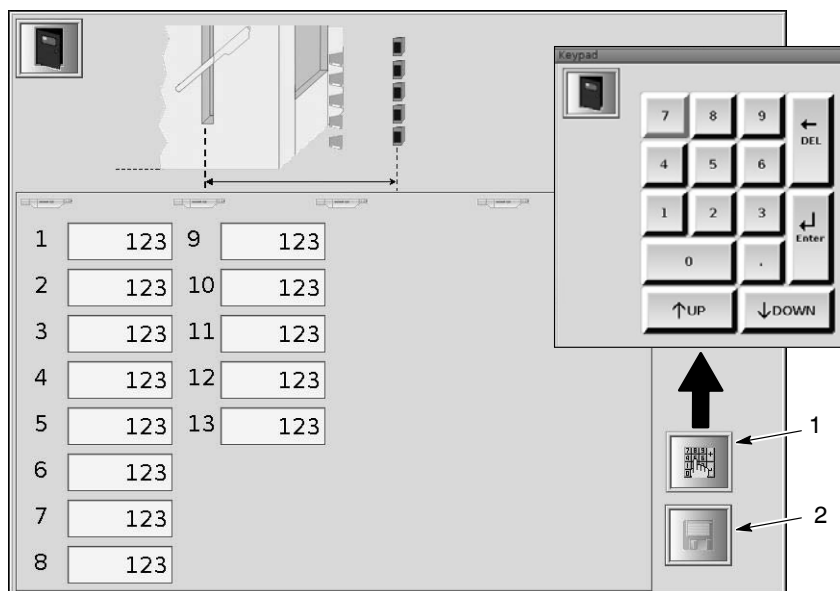 Keypad
7 8 9 ← DEL
4 5 6
1 2 3 ↵ Enter
0 .
↑UP ↓DOWN
1 123 9 123
2 123 10 123
3 123 11 123
4 123 12 123
5 123 13 123
6 123
7 123
8 123
1
2